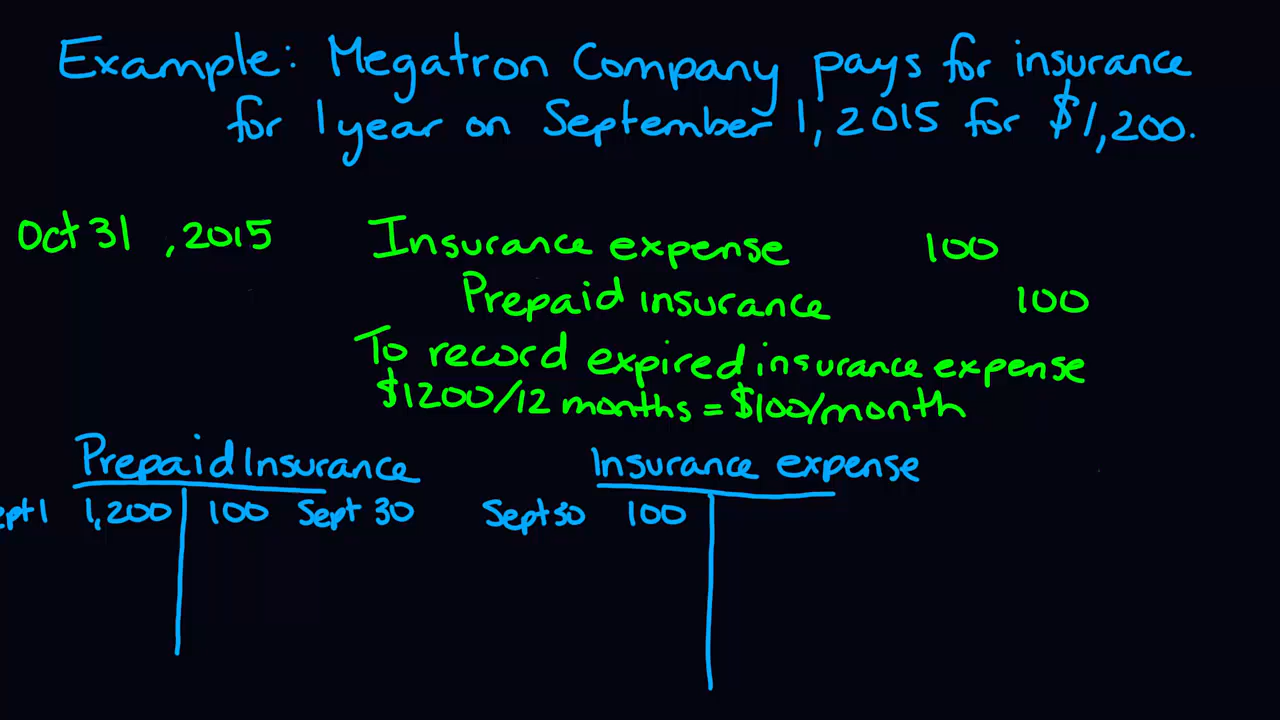 Example: Megatron Company pays for insurance
for 1 year on September 1, 2015 for $1,200.
Oct 31 , 2015 Insurance expense 100
Prepaid insurance 100
To record expired insurance expense
$1200/12 months = $100/month
Prepaid Insurance Insurance expense
ept 1 1,200 100 Sept 30 Sept 30 100